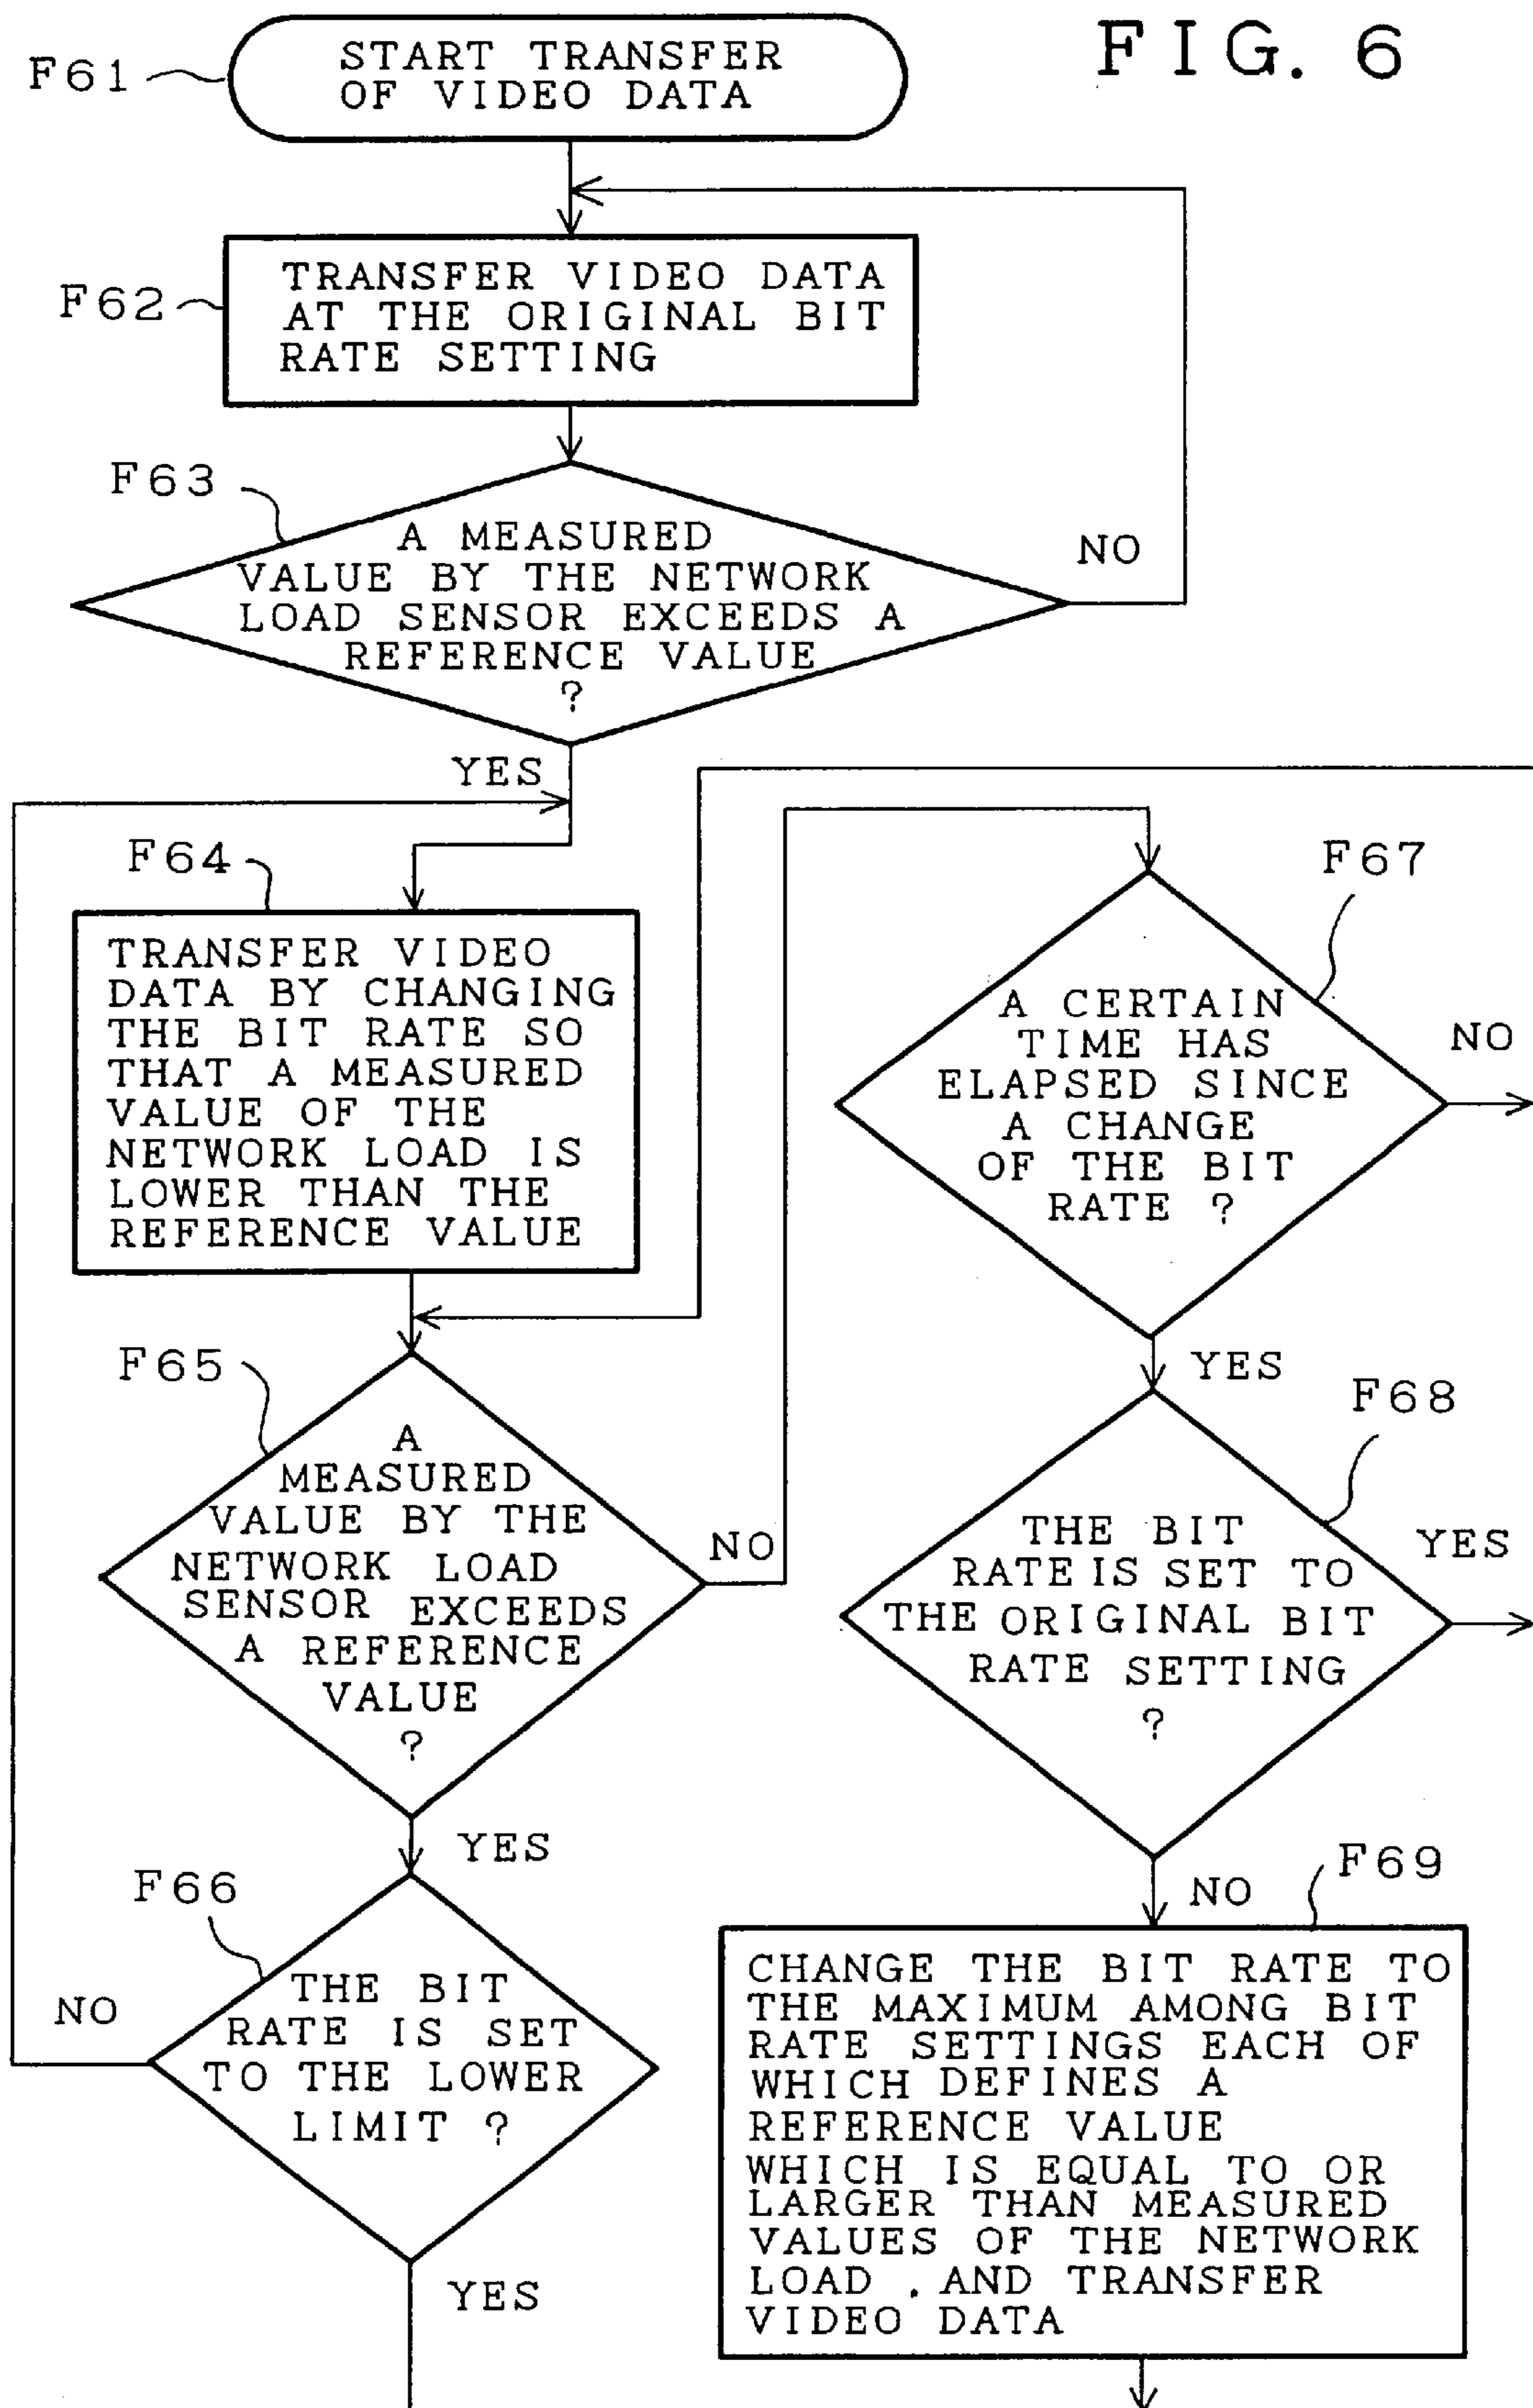 FIG. 6
F61
START TRANSFER
OF VIDEO DATA
F62
TRANSFER VIDEO DATA
AT THE ORIGINAL BIT
RATE SETTING
F63
A MEASURED
VALUE BY THE NETWORK
LOAD SENSOR EXCEEDS A
REFERENCE VALUE
?
NO
YES
F64
TRANSFER VIDEO
DATA BY CHANGING
THE BIT RATE SO
THAT A MEASURED
VALUE OF THE
NETWORK LOAD IS
LOWER THAN THE
REFERENCE VALUE
F65
A
MEASURED
VALUE BY THE
NETWORK LOAD
SENSOR EXCEEDS
A REFERENCE
VALUE
?
NO
YES
F66
THE BIT
RATE IS SET
TO THE LOWER
LIMIT ?
NO
YES
F67
A CERTAIN
TIME HAS
ELAPSED SINCE
A CHANGE
OF THE BIT
RATE ?
NO
YES
F68
THE BIT
RATE IS SET TO
THE ORIGINAL BIT
RATE SETTING
?
YES
NO
F69
CHANGE THE BIT RATE TO
THE MAXIMUM AMONG BIT
RATE SETTINGS EACH OF
WHICH DEFINES A
REFERENCE VALUE
WHICH IS EQUAL TO OR
LARGER THAN MEASURED
VALUES OF THE NETWORK
LOAD . AND TRANSFER
VIDEO DATA